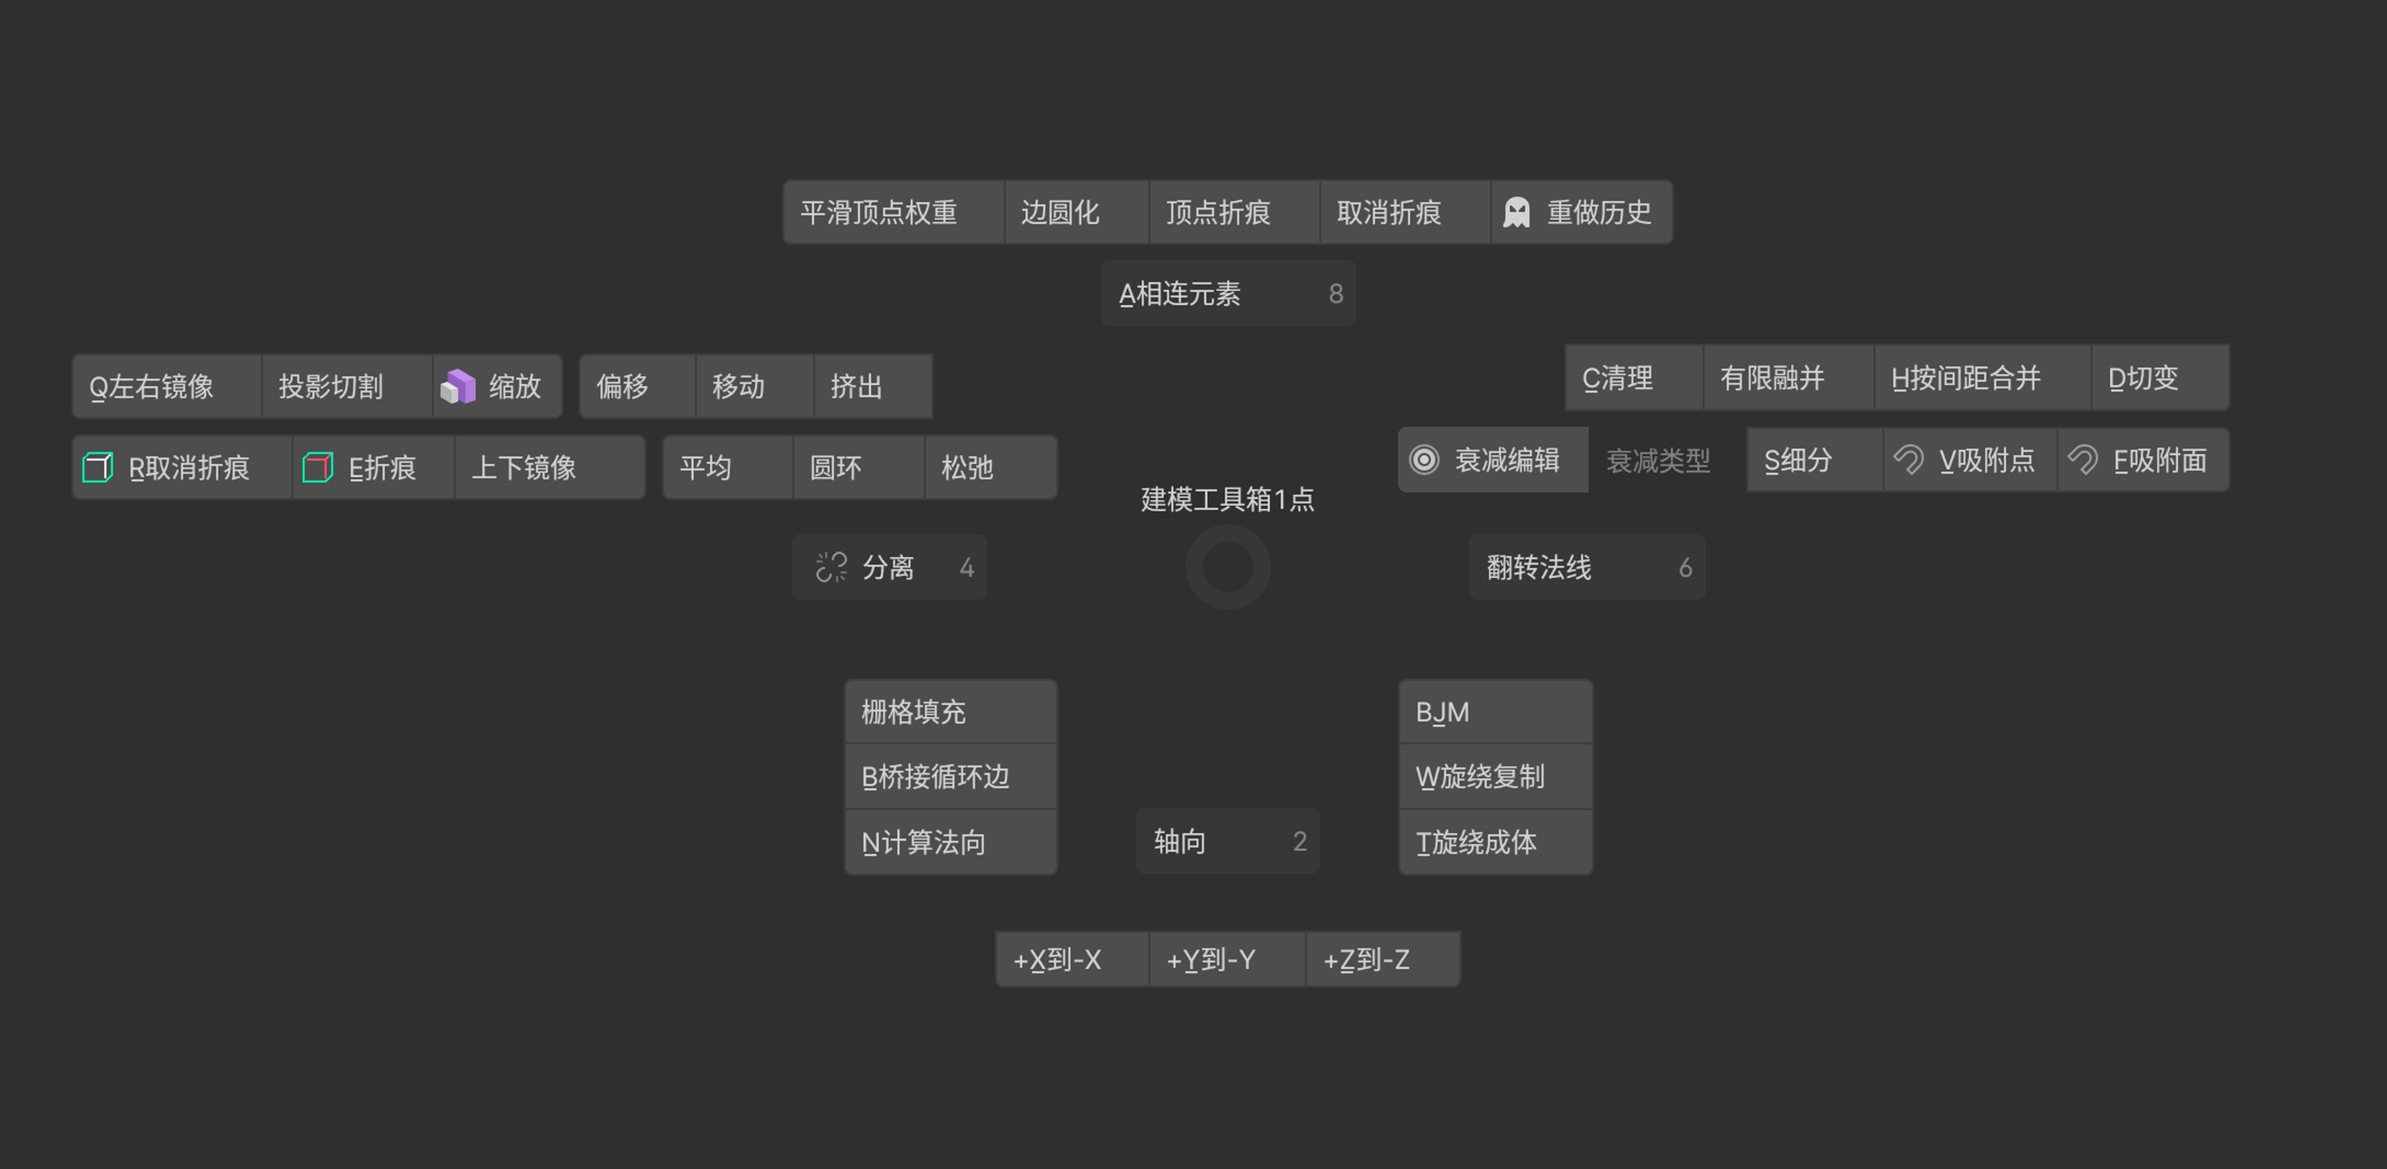 平滑顶点权重 边圆化 顶点折痕 取消折痕 重做历史
A相连元素 8
Q左右镜像 投影切割 缩放 偏移 移动 挤出
C清理 有限融并 H按间距合并 D切变
R取消折痕 E折痕 上下镜像 平均 圆环 松弛
衰减编辑 衰减类型 S细分 V吸附点 F吸附面
建模工具箱1点
分离 4
翻转法线 6
栅格填充
B桥接循环边
N计算法向
轴向 2
BJM
W旋绕复制
T旋绕成体
+X到-X +Y到-Y +Z到-Z